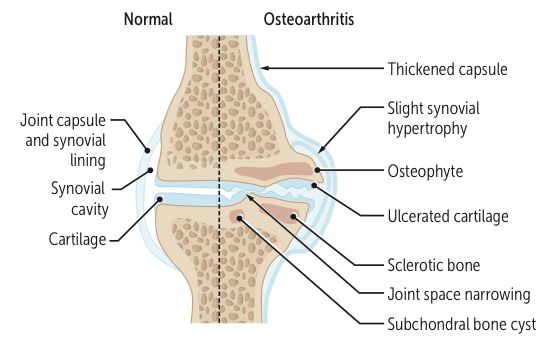 Normal
Osteoarthritis
Joint capsule
and synovial
lining
Synovial
cavity
Cartilage
Thickened capsule
Slight synovial
hypertrophy
Osteophyte
Ulcerated cartilage
Sclerotic bone
Joint space narrowing
Subchondral bone cyst